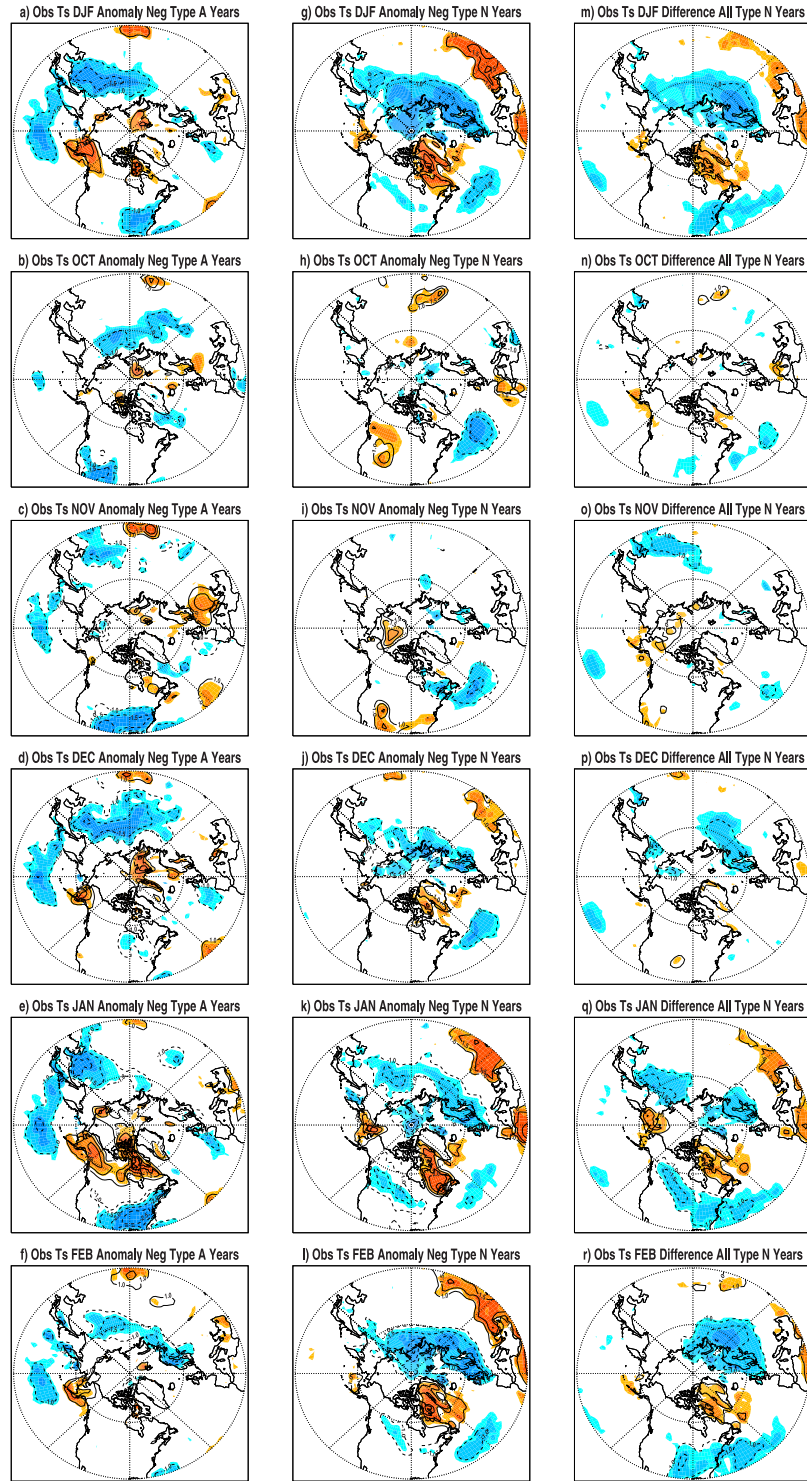 a) Obs Ts DJF Anomaly Neg Type A Years
g) Obs Ts DJF Anomaly Neg Type N Years
m) Obs Ts DJF Difference All Type N Years
b) Obs Ts OCT Anomaly Neg Type A Years
h) Obs Ts OCT Anomaly Neg Type N Years
n) Obs Ts OCT Difference All Type N Years
c) Obs Ts NOV Anomaly Neg Type A Years
i) Obs Ts NOV Anomaly Neg Type N Years
o) Obs Ts NOV Difference All Type N Years
d) Obs Ts DEC Anomaly Neg Type A Years
j) Obs Ts DEC Anomaly Neg Type N Years
p) Obs Ts DEC Difference All Type N Years
e) Obs Ts JAN Anomaly Neg Type A Years
k) Obs Ts JAN Anomaly Neg Type N Years
q) Obs Ts JAN Difference All Type N Years
f) Obs Ts FEB Anomaly Neg Type A Years
l) Obs Ts FEB Anomaly Neg Type N Years
r) Obs Ts FEB Difference All Type N Years